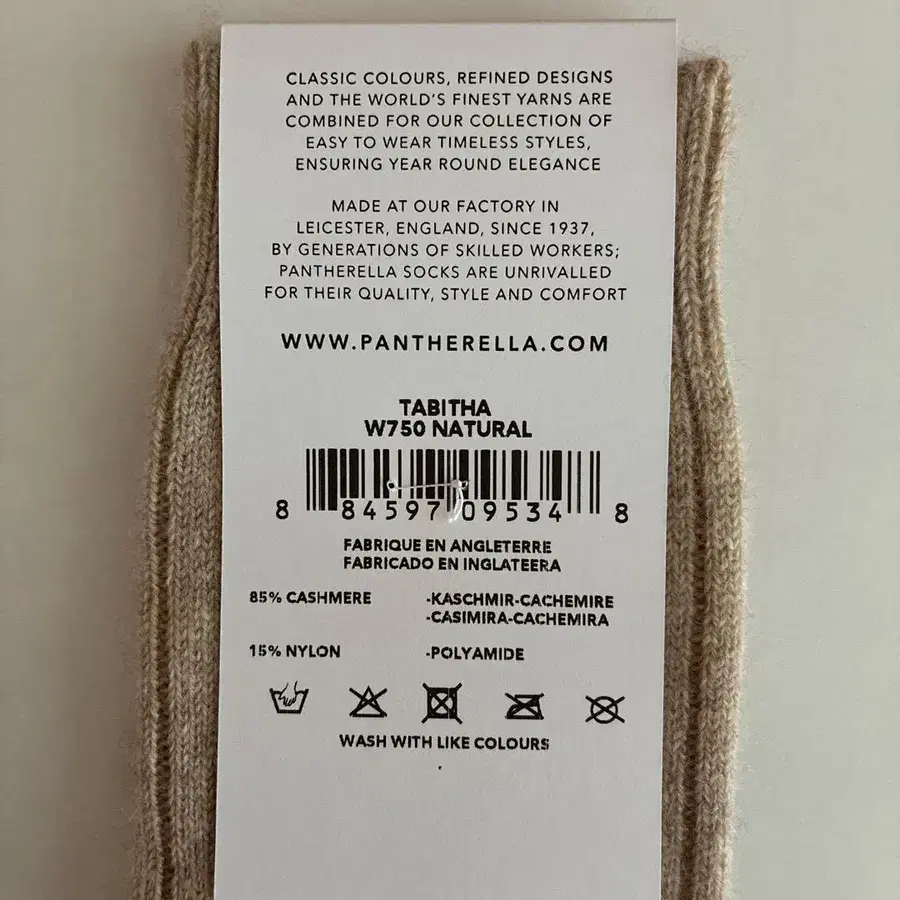 CLASSIC COLOURS, REFINED DESIGNS
AND THE WORLD'S FINEST YARNS ARE
COMBINED FOR OUR COLLECTION OF
EASY TO WEAR TIMELESS STYLES,
ENSURING YEAR ROUND ELEGANCE
MADE AT OUR FACTORY IN
LEICESTER, ENGLAND, SINCE 1937,
BY GENERATIONS OF SKILLED WORKERS;
PANTHERELLA SOCKS ARE UNRIVALLED
FOR THEIR QUALITY, STYLE AND COMFORT
WWW.PANTHERELLA.COM
TABITHA
W750 NATURAL
8 84597 09534 8
FABRIQUE EN ANGLETERRE
FABRICADO EN INGLATEERA
85% CASHMERE -KASCHMIR-CACHEMIRE
-CASIMIRA-CACHEMIRA
15% NYLON -POLYAMIDE
WASH WITH LIKE COLOURS